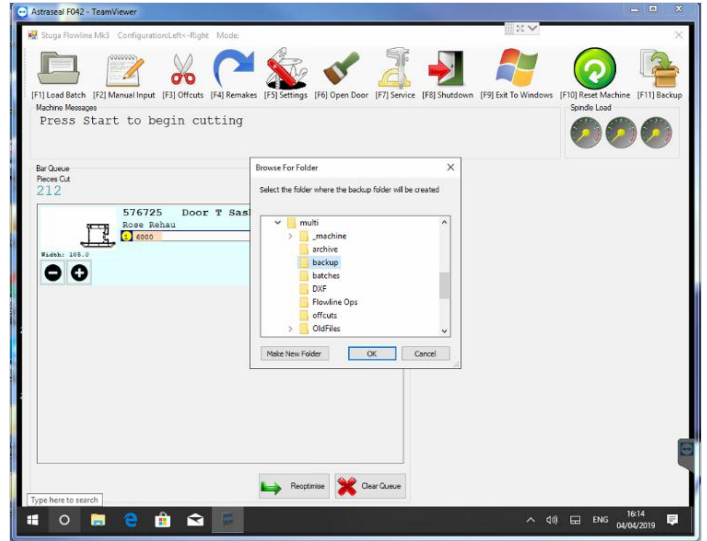 Astraseal F042 - TeamViewer
Stuga Flowline Mk3 Configuration:Left<-Right Mode:
[F1] Load Batch [F2] Manual Input [F3] Offcuts [F4] Remakes [F5] Settings [F6] Open Door [F7] Service [F8] Shutdown [F9] Exit To Windows [F10] Reset Machine [F11] Backup
Machine Messages
Spindle Load
Press Start to begin cutting
Bar Queue
Pieces Cut
212
576725 Door T Sas
Rose Rehau
6000
Width: 105.0
Browse For Folder
Select the folder where the backup folder will be created
multi
_machine
archive
backup
batches
DXF
Flowline Ops
offcuts
OldFiles
Make New Folder OK Cancel
Reoptimise Clear Queue
Type here to search
ENG
16:14
04/04/2019